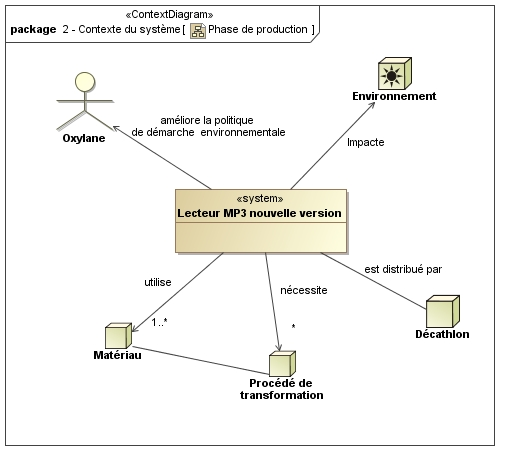 «ContextDiagram»
package 2 - Contexte du système [ Phase de production ]
Oxylane
améliore la politique
de démarche environnementale
Environnement
Impacte
«system»
Lecteur MP3 nouvelle version
utilise
nécessite
est distribué par
1..*
*
Matériau
Procédé de
transformation
Décathlon